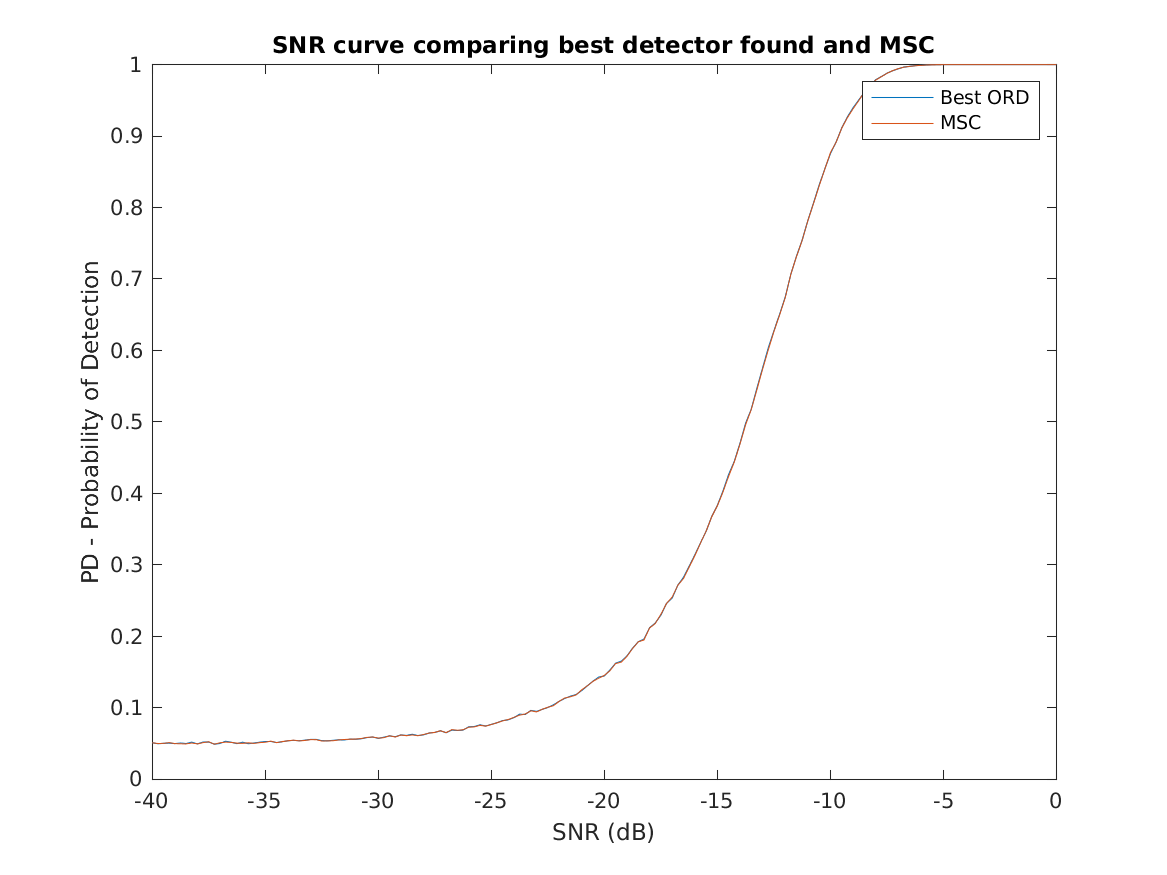 SNR curve comparing best detector found and MSC
PD - Probability of Detection
1
0.9
0.8
0.7
0.6
0.5
0.4
0.3
0.2
0.1
0
Best ORD
MSC
-40 -35 -30 -25 -20 -15 -10 -5 0
SNR (dB)